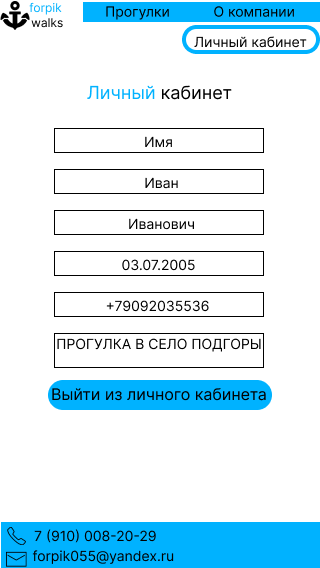 forpik
walks
Прогулки
О компании
Личный кабинет
Личный кабинет
Имя
Иван
Иванович
03.07.2005
+79092035536
ПРОГУЛКА В СЕЛО ПОДГОРЫ
Выйти из личного кабинета
7 (910) 008-20-29
forpik055@yandex.ru